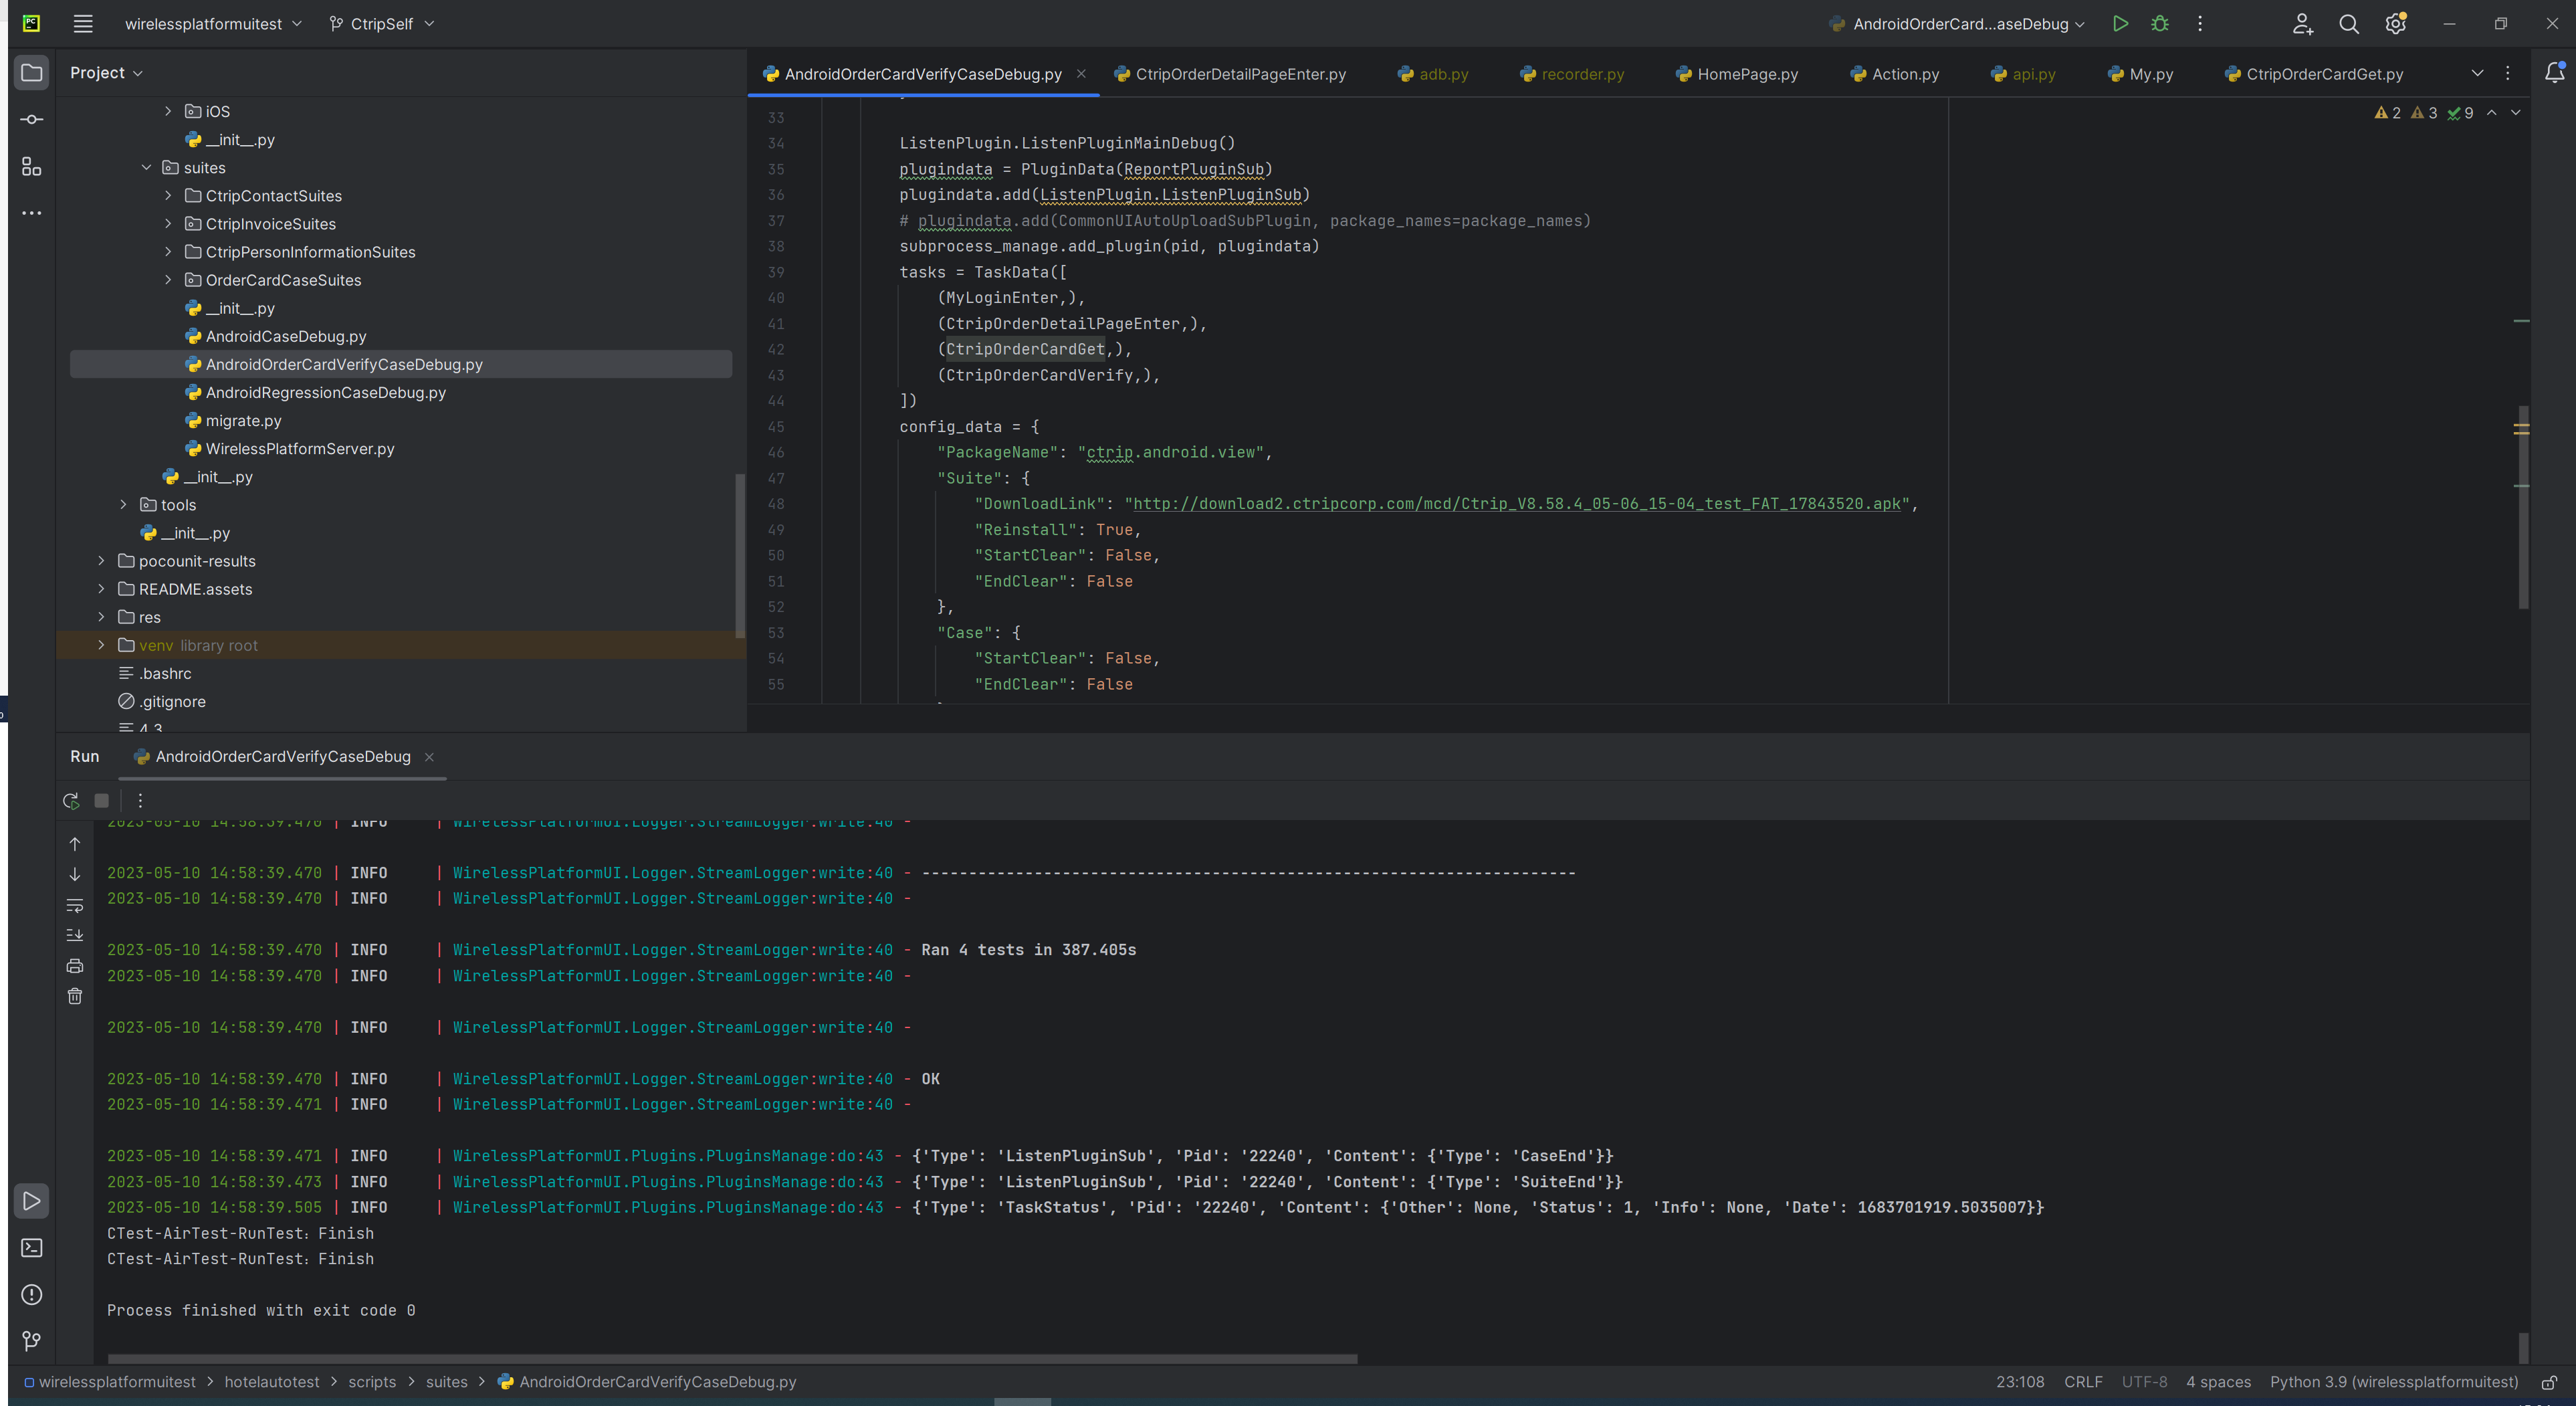 wirelessplatformuitest
CtripSelf
AndroidOrderCard...aseDebug
Project
iOS
__init__.py
suites
CtripContactSuites
CtripInvoiceSuites
CtripPersonInformationSuites
OrderCardCaseSuites
__init__.py
AndroidCaseDebug.py
AndroidOrderCardVerifyCaseDebug.py
AndroidRegressionCaseDebug.py
migrate.py
WirelessPlatformServer.py
__init__.py
tools
__init__.py
pocounit-results
README.assets
res
venv library root
.bashrc
.gitignore
4.3
AndroidOrderCardVerifyCaseDebug.py
CtripOrderDetailPageEnter.py
adb.py
recorder.py
HomePage.py
Action.py
api.py
My.py
CtripOrderCardGet.py
2 3 9
33
34 ListenPlugin.ListenPluginMainDebug()
35 plugindata = PluginData(ReportPluginSub)
36 plugindata.add(ListenPlugin.ListenPluginSub)
37 # plugindata.add(CommonUIAutoUploadSubPlugin, package_names=package_names)
38 subprocess_manage.add_plugin(pid, plugindata)
39 tasks = TaskData([
40 (MyLoginEnter,),
41 (CtripOrderDetailPageEnter,),
42 (CtripOrderCardGet,),
43 (CtripOrderCardVerify,),
44 ])
45 config_data = {
46 "PackageName": "ctrip.android.view",
47 "Suite": {
48 "DownloadLink": "http://download2.ctripcorp.com/mcd/Ctrip_V8.58.4_05-06_15-04_test_FAT_17843520.apk",
49 "Reinstall": True,
50 "StartClear": False,
51 "EndClear": False
52 },
53 "Case": {
54 "StartClear": False,
55 "EndClear": False
Run AndroidOrderCardVerifyCaseDebug
2023-05-10 14:58:39.470 | INFO | WirelessPlatformUI.Logger.StreamLogger:write:40 -
2023-05-10 14:58:39.470 | INFO | WirelessPlatformUI.Logger.StreamLogger:write:40 - ----------------------------------------------------------------------
2023-05-10 14:58:39.470 | INFO | WirelessPlatformUI.Logger.StreamLogger:write:40 -
2023-05-10 14:58:39.470 | INFO | WirelessPlatformUI.Logger.StreamLogger:write:40 - Ran 4 tests in 387.405s
2023-05-10 14:58:39.470 | INFO | WirelessPlatformUI.Logger.StreamLogger:write:40 -
2023-05-10 14:58:39.470 | INFO | WirelessPlatformUI.Logger.StreamLogger:write:40 -
2023-05-10 14:58:39.470 | INFO | WirelessPlatformUI.Logger.StreamLogger:write:40 - OK
2023-05-10 14:58:39.471 | INFO | WirelessPlatformUI.Logger.StreamLogger:write:40 -
2023-05-10 14:58:39.471 | INFO | WirelessPlatformUI.Plugins.PluginsManage:do:43 - {'Type': 'ListenPluginSub', 'Pid': '22240', 'Content': {'Type': 'CaseEnd'}}
2023-05-10 14:58:39.473 | INFO | WirelessPlatformUI.Plugins.PluginsManage:do:43 - {'Type': 'ListenPluginSub', 'Pid': '22240', 'Content': {'Type': 'SuiteEnd'}}
2023-05-10 14:58:39.505 | INFO | WirelessPlatformUI.Plugins.PluginsManage:do:43 - {'Type': 'TaskStatus', 'Pid': '22240', 'Content': {'Other': None, 'Status': 1, 'Info': None, 'Date': 1683701919.5035007}}
CTest-AirTest-RunTest: Finish
CTest-AirTest-RunTest: Finish
Process finished with exit code 0
wirelessplatformuitest > hotelautotest > scripts > suites > AndroidOrderCardVerifyCaseDebug.py
23:108 CRLF UTF-8 4 spaces Python 3.9 (wirelessplatformuitest)